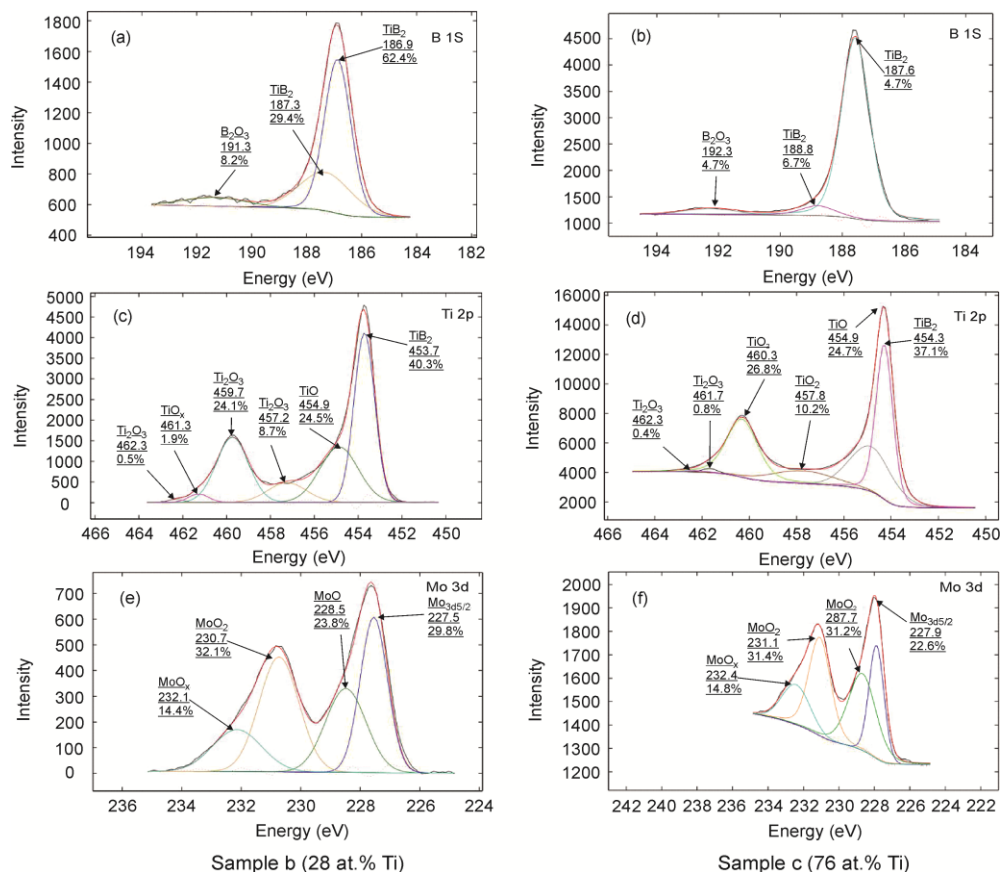 (a)
B 1S
TiB₂
186.9
62.4%
TiB₂
187.3
29.4%
B₂O₃
191.3
8.2%
Intensity
1800
1600
1400
1200
1000
800
600
400
194 192 190 188 186 184 182
Energy (eV)
(b)
B 1S
TiB₂
187.6
4.7%
B₂O₃
192.3
4.7%
TiB₂
188.8
6.7%
Intensity
4500
4000
3500
3000
2500
2000
1500
1000
194 192 190 188 186 184
Energy (eV)
(c)
Ti 2p
TiB₂
453.7
40.3%
Ti₂O₃
459.7
24.1%
TiO
454.9
24.5%
Ti₂O₃
457.2
8.7%
TiOₓ
461.3
1.9%
Ti₂O₃
462.3
0.5%
Intensity
5000
4500
4000
3500
3000
2500
2000
1500
1000
500
0
466 464 462 460 458 456 454 452 450
Energy (eV)
(d)
Ti 2p
TiO
454.9
24.7%
TiB₂
454.3
37.1%
460.3
26.8%
Ti₂O₃
461.7
0.8%
TiO₂
457.8
10.2%
Ti₂O₃
462.3
0.4%
Intensity
16000
14000
12000
10000
8000
6000
4000
2000
466 464 462 460 458 456 454 452 450
Energy (eV)
(e)
Mo 3d
MoO
228.5
23.8%
Mo₃d5/2
227.5
29.8%
MoO₂
230.7
32.1%
MoOₓ
232.1
14.4%
Intensity
700
600
500
400
300
200
100
0
236 234 232 230 228 226 224
Energy (eV)
Sample b (28 at.% Ti)
(f)
Mo 3d
287.7
31.2%
Mo₃d5/2
227.9
22.6%
MoO₂
231.1
31.4%
MoOₓ
232.4
14.8%
Intensity
2000
1900
1800
1700
1600
1500
1400
1300
1200
242 240 238 236 234 232 230 228 226 224 222
Energy (eV)
Sample c (76 at.% Ti)